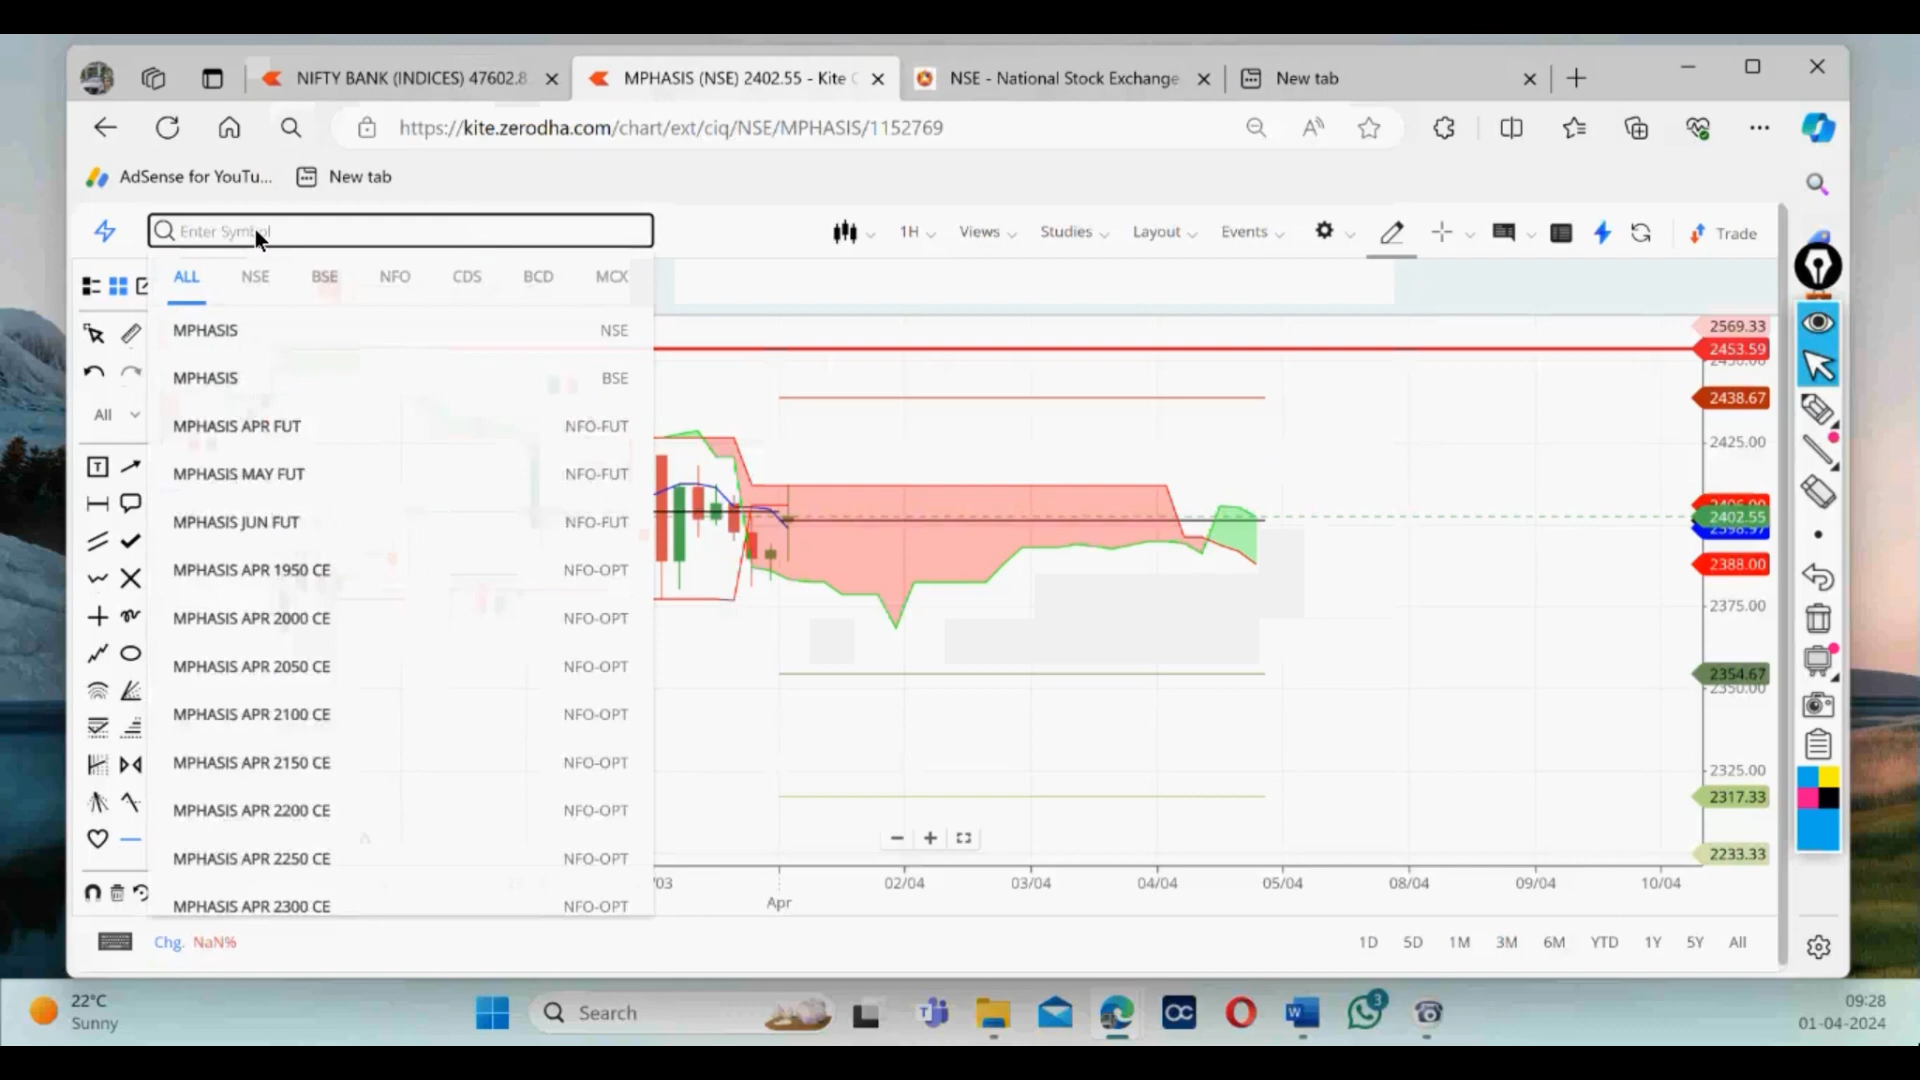 NIFTY BANK (INDICES) 47602.8
MPHASIS (NSE) 2402.55 - Kite
NSE - National Stock Exchange
New tab
https://kite.zerodha.com/chart/ext/ciq/NSE/MPHASIS/1152769
AdSense for YouTu...
New tab
Enter Symbol
1H
Views
Studies
Layout
Events
Trade
ALL NSE BSE NFO CDS BCD MCX
MPHASIS NSE
MPHASIS BSE
MPHASIS APR FUT NFO-FUT
MPHASIS MAY FUT NFO-FUT
MPHASIS JUN FUT NFO-FUT
MPHASIS APR 1950 CE NFO-OPT
MPHASIS APR 2000 CE NFO-OPT
MPHASIS APR 2050 CE NFO-OPT
MPHASIS APR 2100 CE NFO-OPT
MPHASIS APR 2150 CE NFO-OPT
MPHASIS APR 2200 CE NFO-OPT
MPHASIS APR 2250 CE NFO-OPT
MPHASIS APR 2300 CE NFO-OPT
All
2569.33
2453.59
2438.67
2425.00
2402.55
2388.00
2375.00
2354.67
2350.00
2325.00
2317.33
2233.33
/03
02/04
03/04
04/04
05/04
08/04
09/04
10/04
Apr
Chg. NaN%
1D 5D 1M 3M 6M YTD 1Y 5Y All
22°C
Sunny
Search
3
09:28
01-04-2024